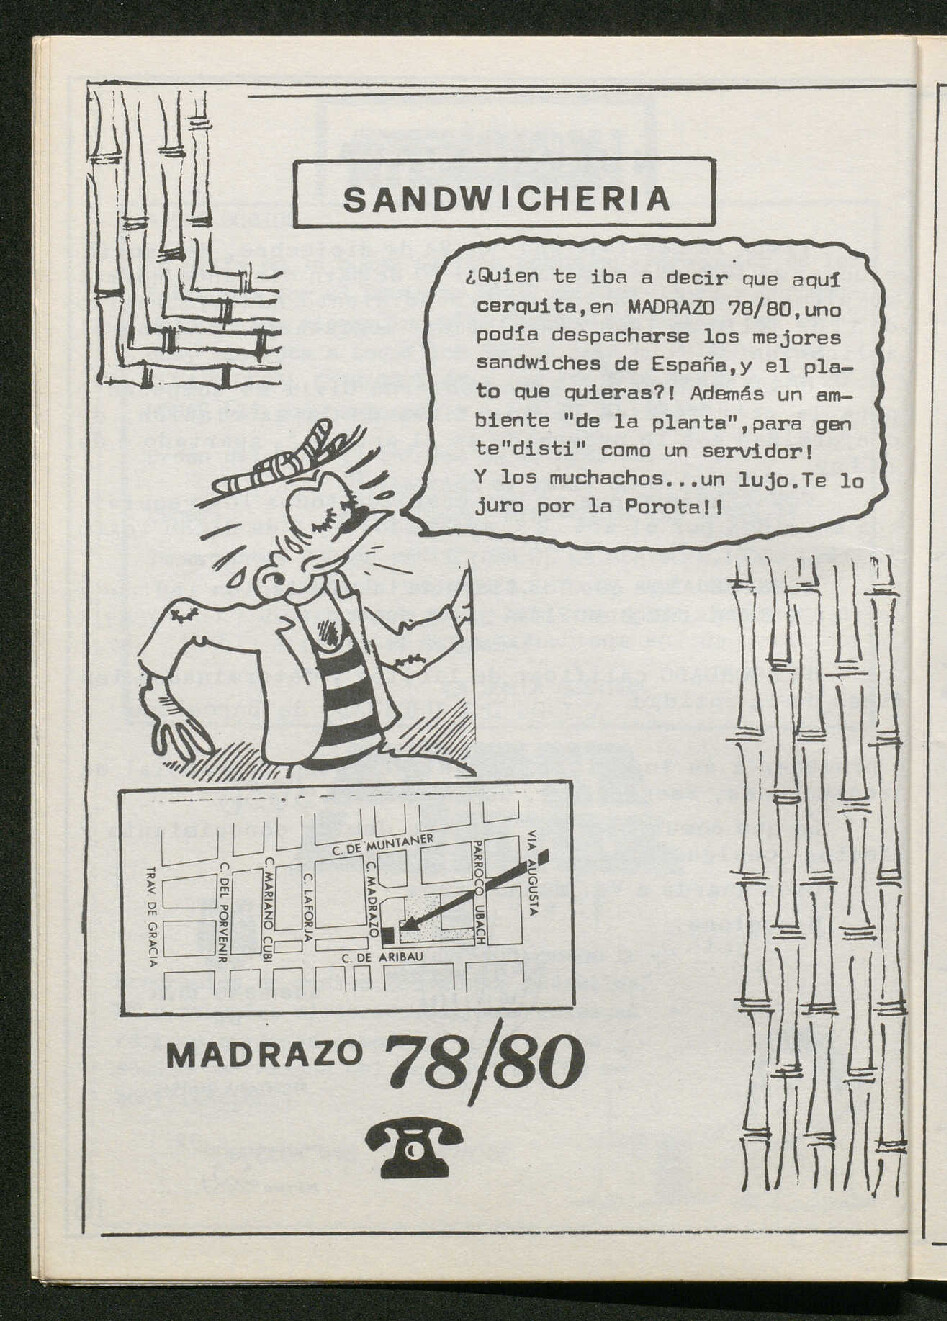 SANDWICHERIA
¿Quien te iba a decir que aquí
cerquita,en MADRAZO 78/80,uno
podía despacharse los mejores
sandwiches de España,y el pla-
to que quieras?! Además un am-
biente "de la planta",para gen
te"disti" como un servidor!
Y los muchachos...un lujo.Te lo
juro por la Porota!!
C. DE MUNTANER
TRAV. DE GRACIA
C. DEL PORVENIR
C. MARIANO CUBI
C. LAFORJA
C. MADRAZO
PARROCO UBACH
VIA AUGUSTA
C. DE ARIBAU
MADRAZO 78/80